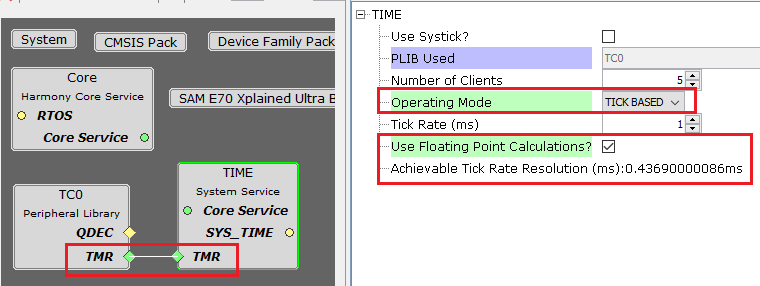 System
CMSIS Pack
Device Family Pack
Core
Harmony Core Service
RTOS
Core Service
SAM E70 Xplained Ultra B
TC0
Peripheral Library
QDEC
TMR
TIME
System Service
Core Service
SYS_TIME
TMR
TIME
Use Systick?
PLIB Used TC0
Number of Clients 5
Operating Mode TICK BASED
Tick Rate (ms) 1
Use Floating Point Calculations?
Achievable Tick Rate Resolution (ms):0.43690000086ms